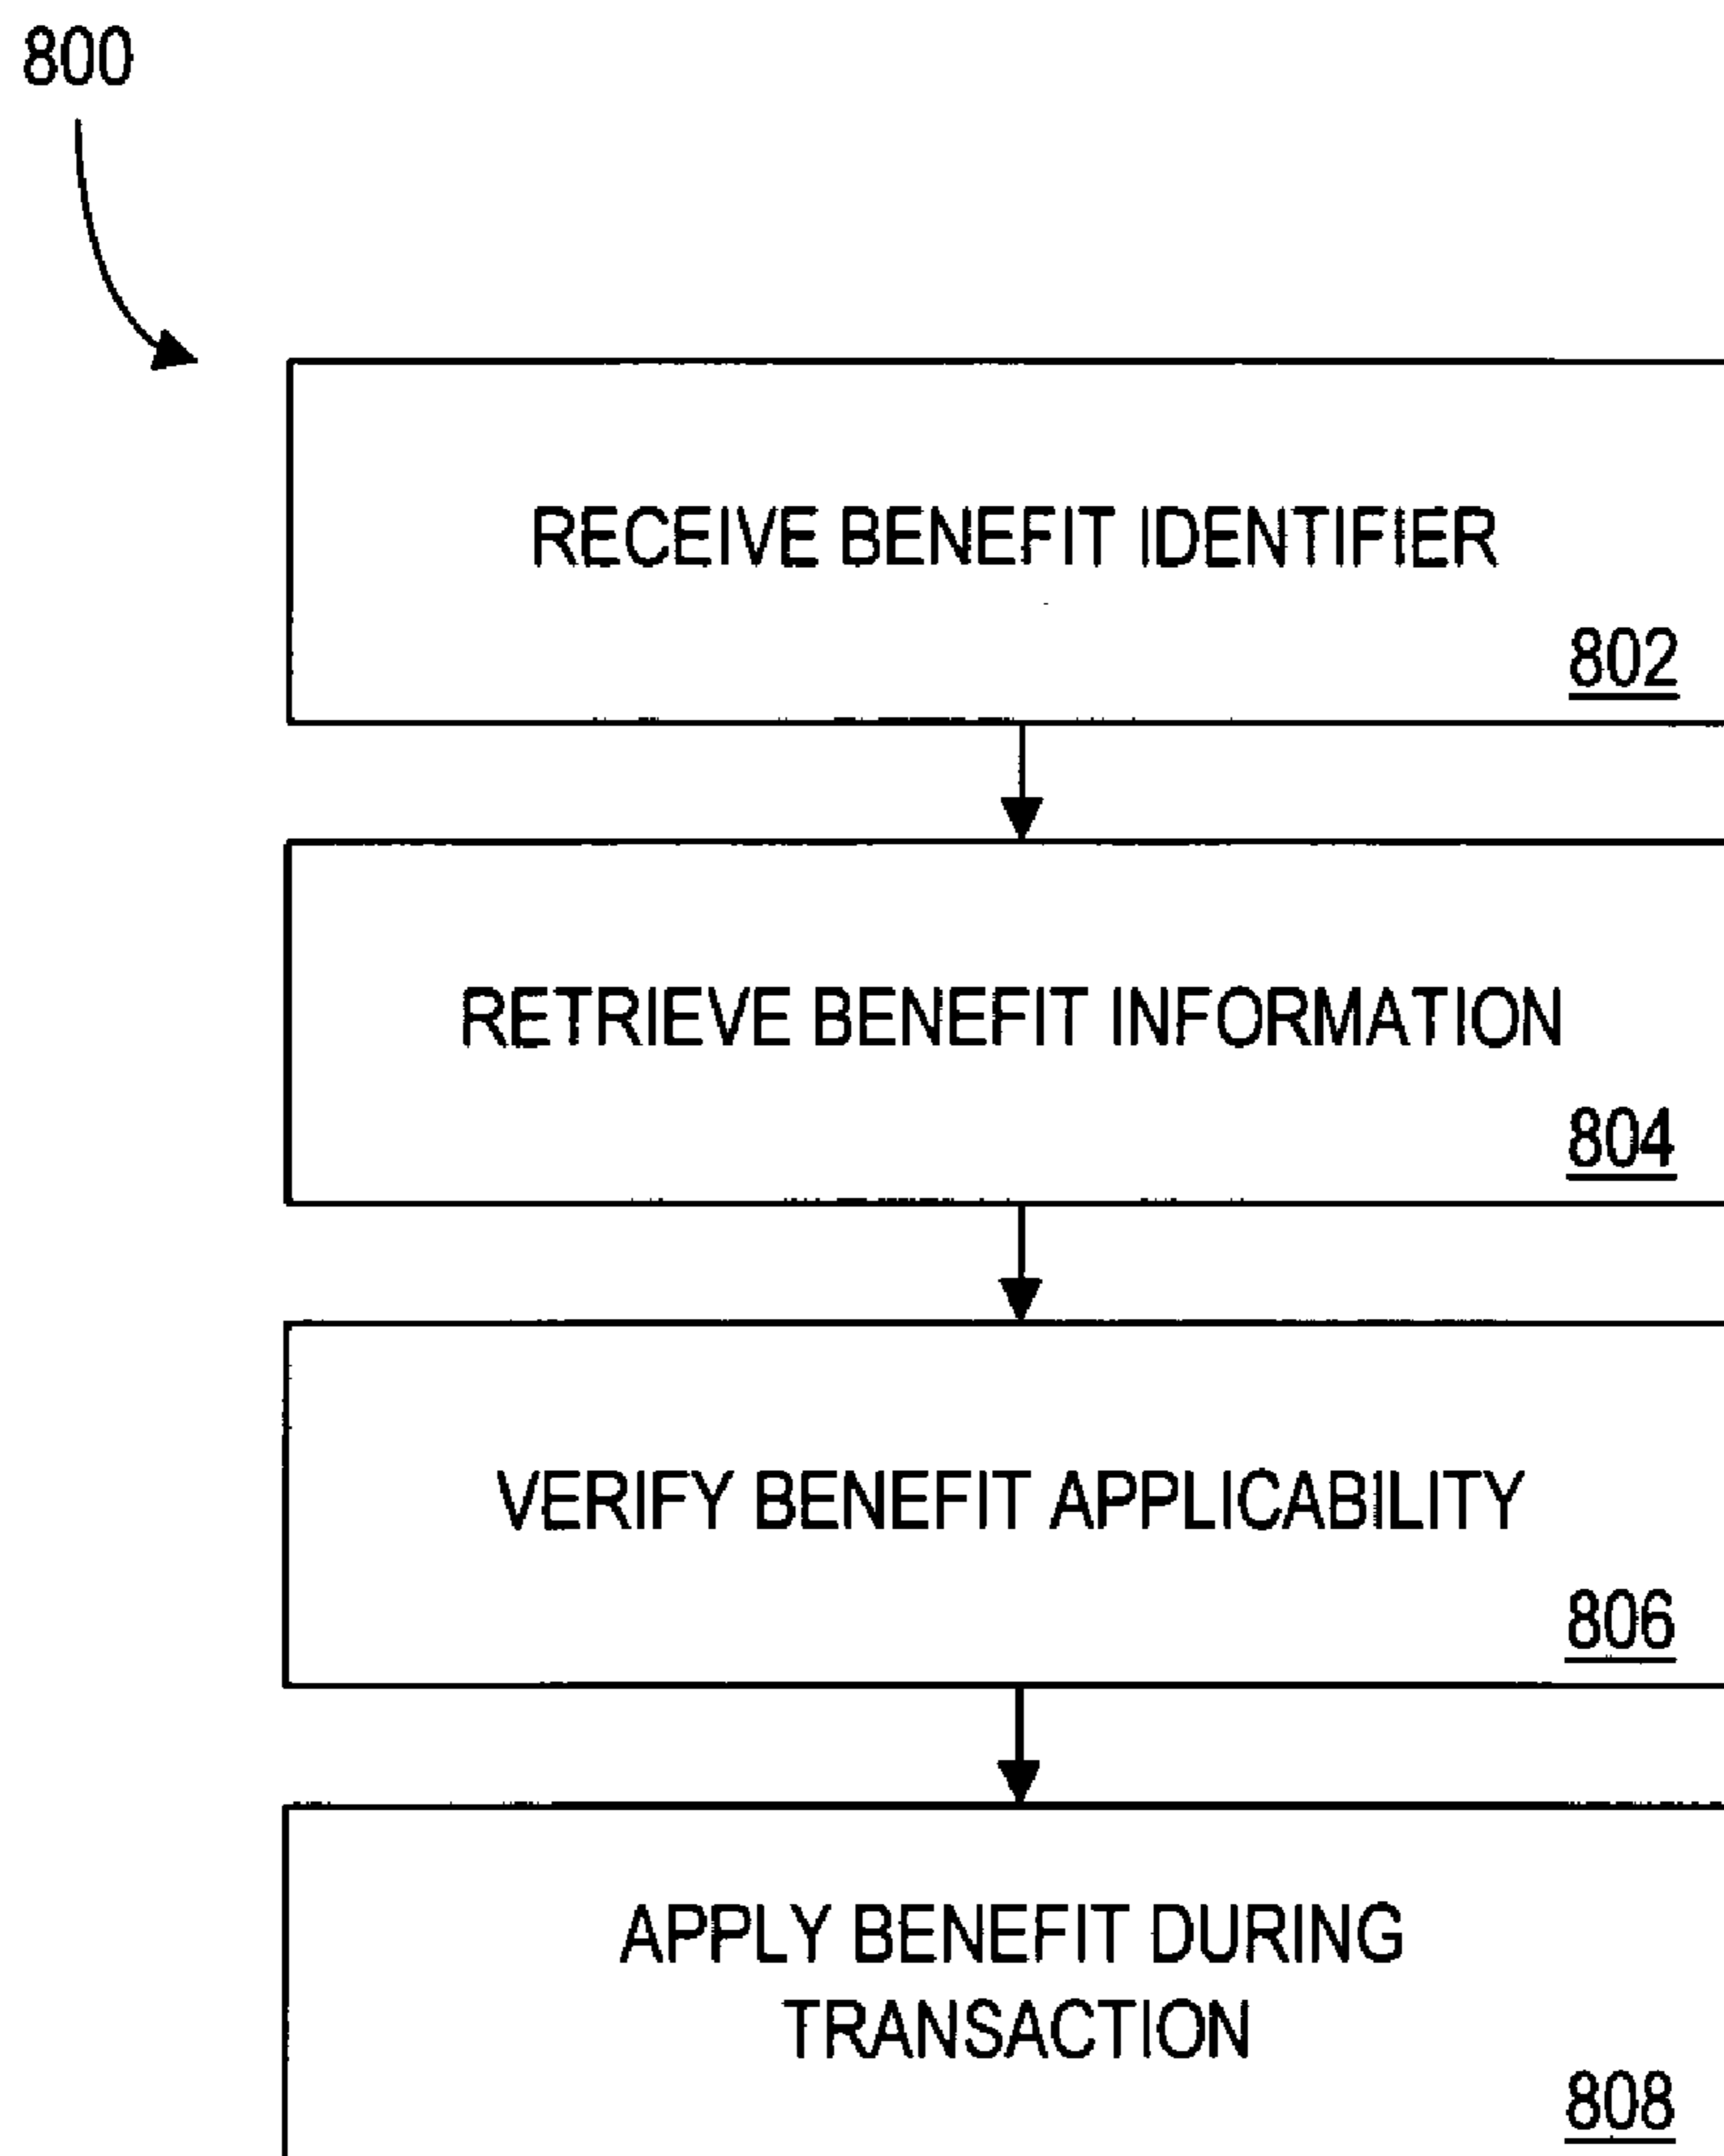 800
RECEIVE BENEFIT IDENTIFIER
802
RETRIEVE BENEFIT INFORMATION
804
VERIFY BENEFIT APPLICABILITY
806
APPLY BENEFIT DURING
TRANSACTION
808